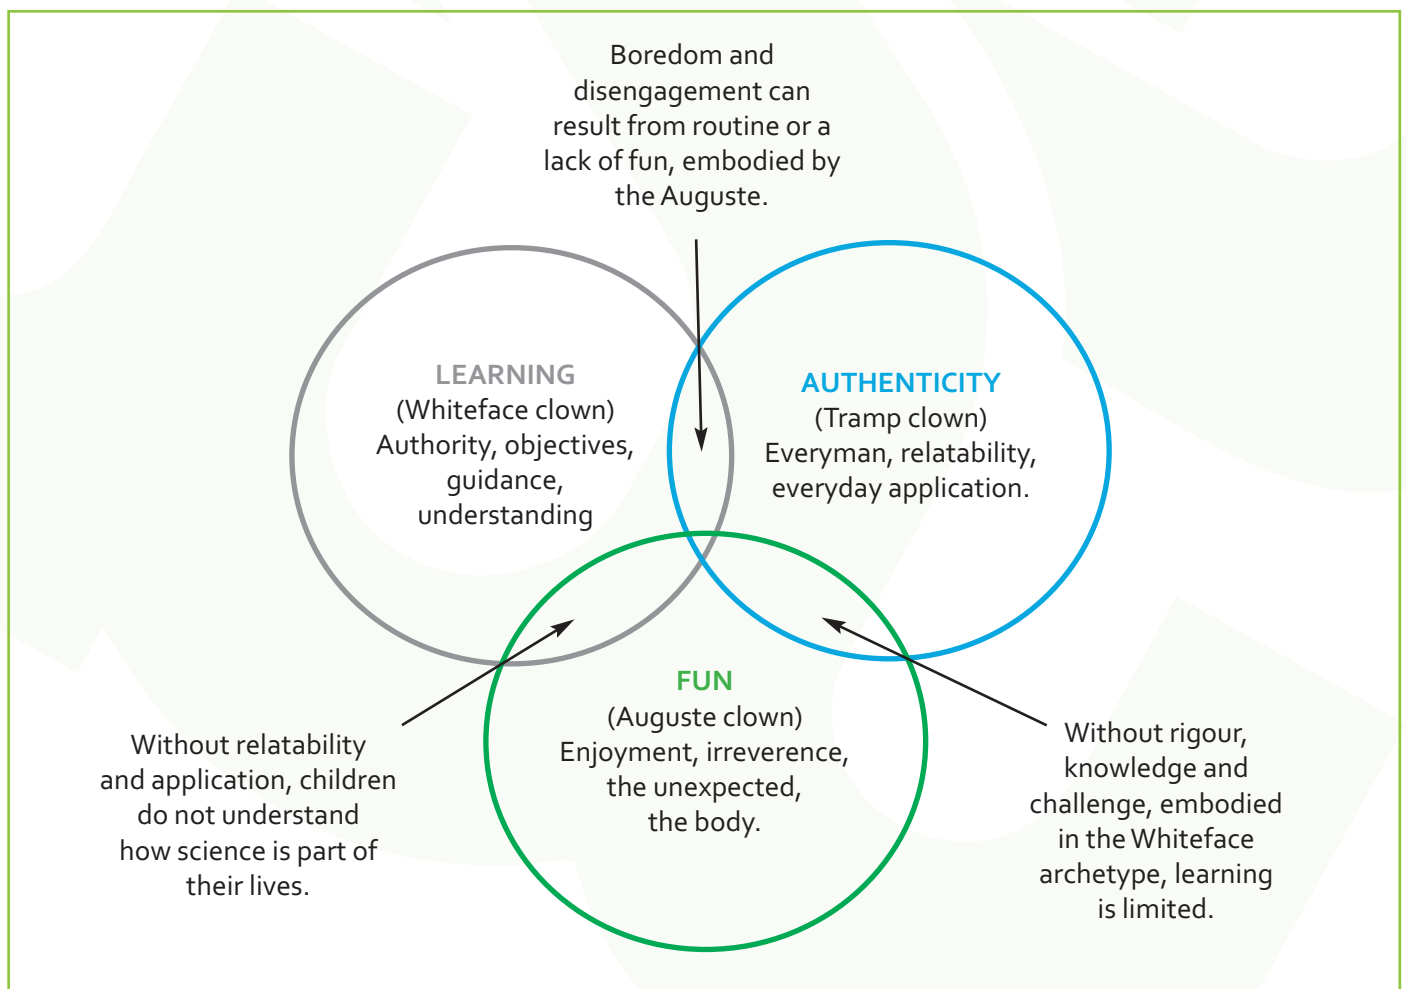 Boredom and
disengagement can
result from routine or a
lack of fun, embodied by
the Auguste.
LEARNING
(Whiteface clown)
Authority, objectives,
guidance,
understanding
AUTHENTICITY
(Tramp clown)
Everyman, relatability,
everyday application.
FUN
(Auguste clown)
Enjoyment, irreverence,
the unexpected,
the body.
Without relatability
and application, children
do not understand
how science is part of
their lives.
Without rigour,
knowledge and
challenge, embodied
in the Whiteface
archetype, learning
is limited.